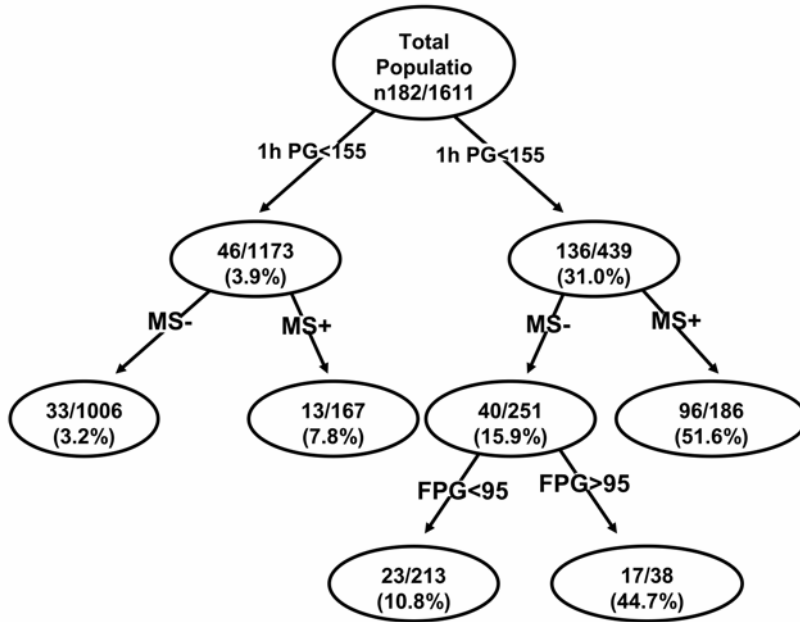 Total
Populatio
n182/1611
1h PG<155
1h PG<155
46/1173
(3.9%)
136/439
(31.0%)
MS-
MS+
MS-
MS+
33/1006
(3.2%)
13/167
(7.8%)
40/251
(15.9%)
96/186
(51.6%)
FPG<95
FPG>95
23/213
(10.8%)
17/38
(44.7%)